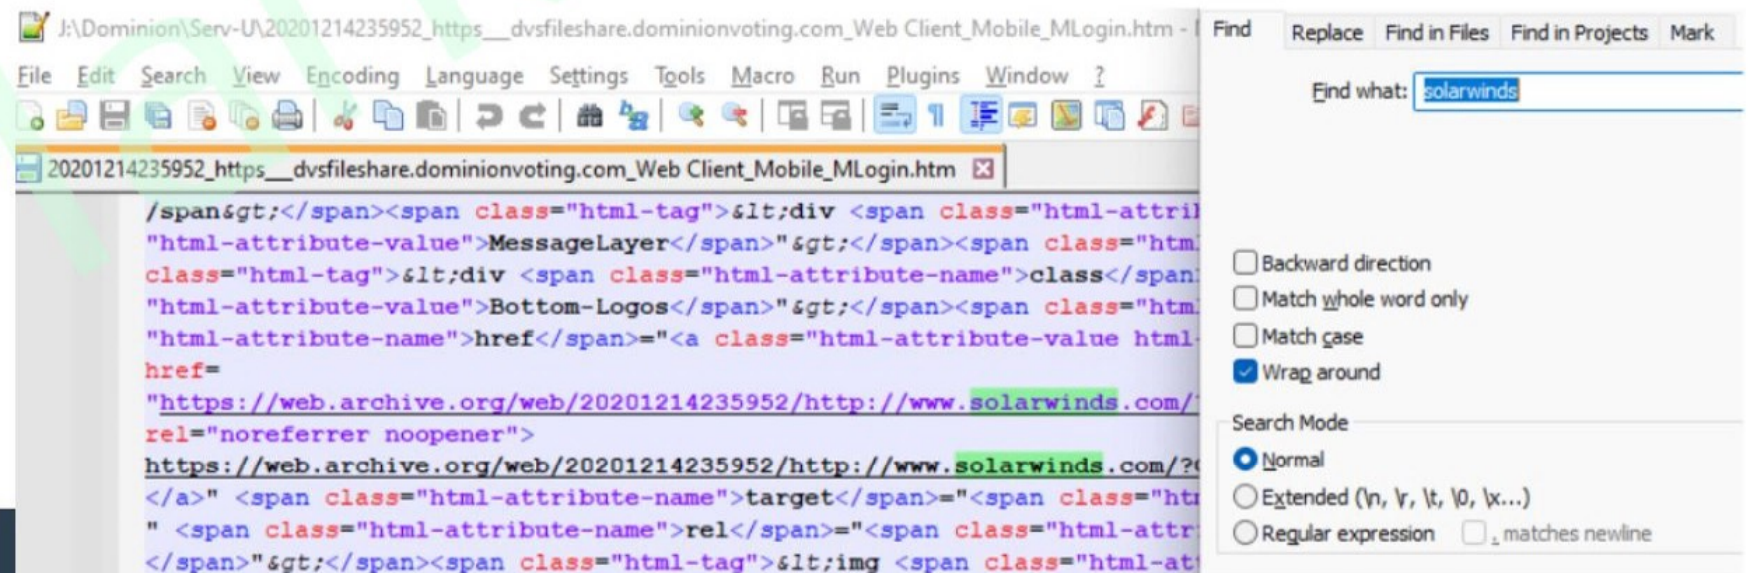 J:\Dominion\Serv-U\20201214235952_https__dvsfileshare.dominionvoting.com_Web Client_Mobile_MLogin.htm -
File Edit Search View Encoding Language Settings Tools Macro Run Plugins Window ?
20201214235952_https__dvsfileshare.dominionvoting.com_Web Client_Mobile_MLogin.htm
/span&gt;</span><span class="html-tag">&lt;div <span class="html-attrib
"html-attribute-value">MessageLayer</span>"&gt;</span><span class="htm
class="html-tag">&lt;div <span class="html-attribute-name">class</span>
"html-attribute-value">Bottom-Logos</span>"&gt;</span><span class="htm
"html-attribute-name">href</span>="<a class="html-attribute-value html-
href=
"https://web.archive.org/web/20201214235952/http://www.solarwinds.com/
rel="noreferrer noopener">
https://web.archive.org/web/20201214235952/http://www.solarwinds.com/?
</a>" <span class="html-attribute-name">target</span>="<span class="ht
" <span class="html-attribute-name">rel</span>="<span class="html-attr
</span>"&gt;</span><span class="html-tag">&lt;img <span class="html-at
Find Replace Find in Files Find in Projects Mark
Find what: solarwinds
Backward direction
Match whole word only
Match case
Wrap around
Search Mode
Normal
Extended (\n, \r, \t, \0, \x...)
Regular expression . matches newline